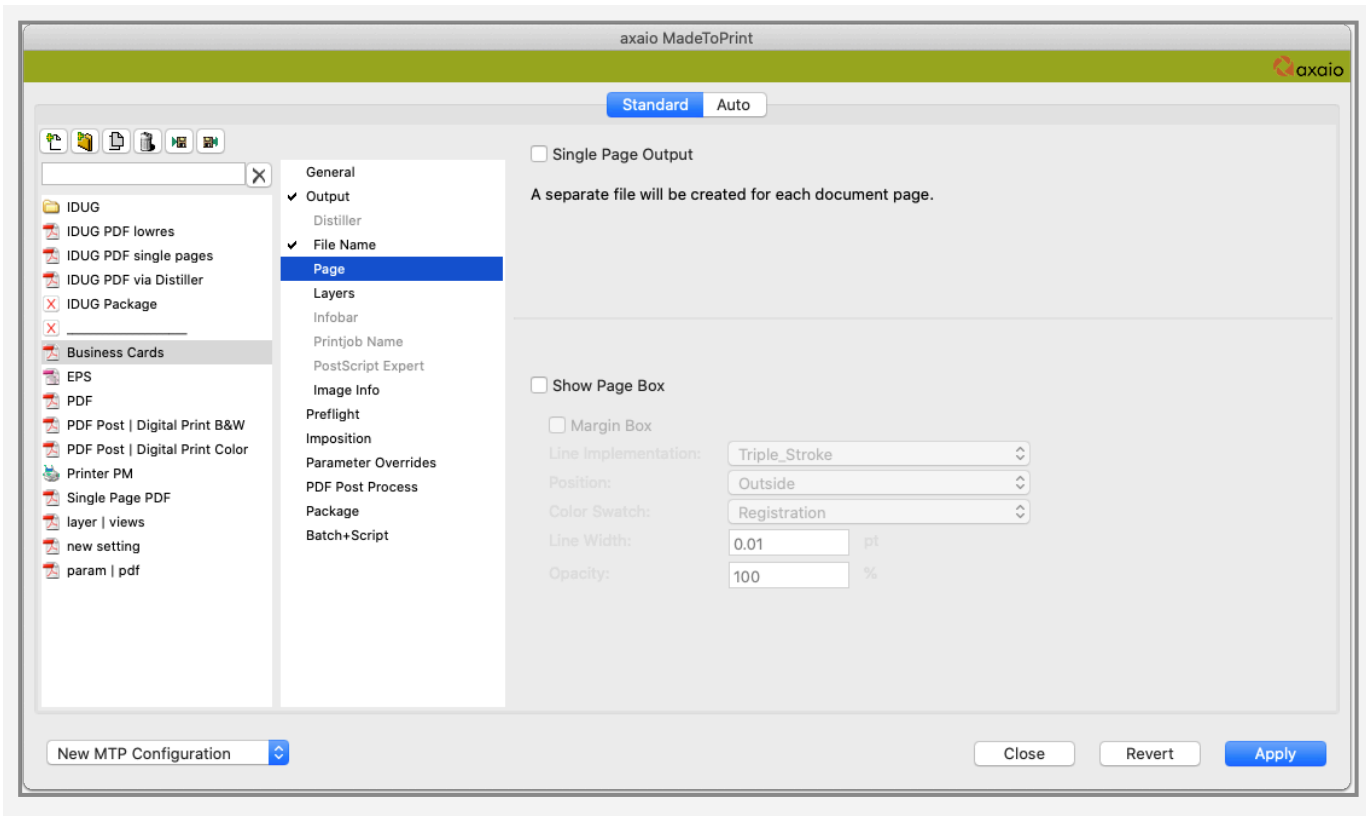 axaio MadeToPrint
axaio
Standard Auto
IDUG
IDUG PDF lowres
IDUG PDF single pages
IDUG PDF via Distiller
IDUG Package
__________________
Business Cards
EPS
PDF
PDF Post | Digital Print B&W
PDF Post | Digital Print Color
Printer PM
Single Page PDF
layer | views
new setting
param | pdf
General
Output
Distiller
File Name
Page
Layers
Infobar
Printjob Name
PostScript Expert
Image Info
Preflight
Imposition
Parameter Overrides
PDF Post Process
Package
Batch+Script
Single Page Output
A separate file will be created for each document page.
Show Page Box
Margin Box
Line Implementation: Triple_Stroke
Position: Outside
Color Swatch: Registration
Line Width: 0.01 pt
Opacity: 100 %
New MTP Configuration
Close Revert Apply